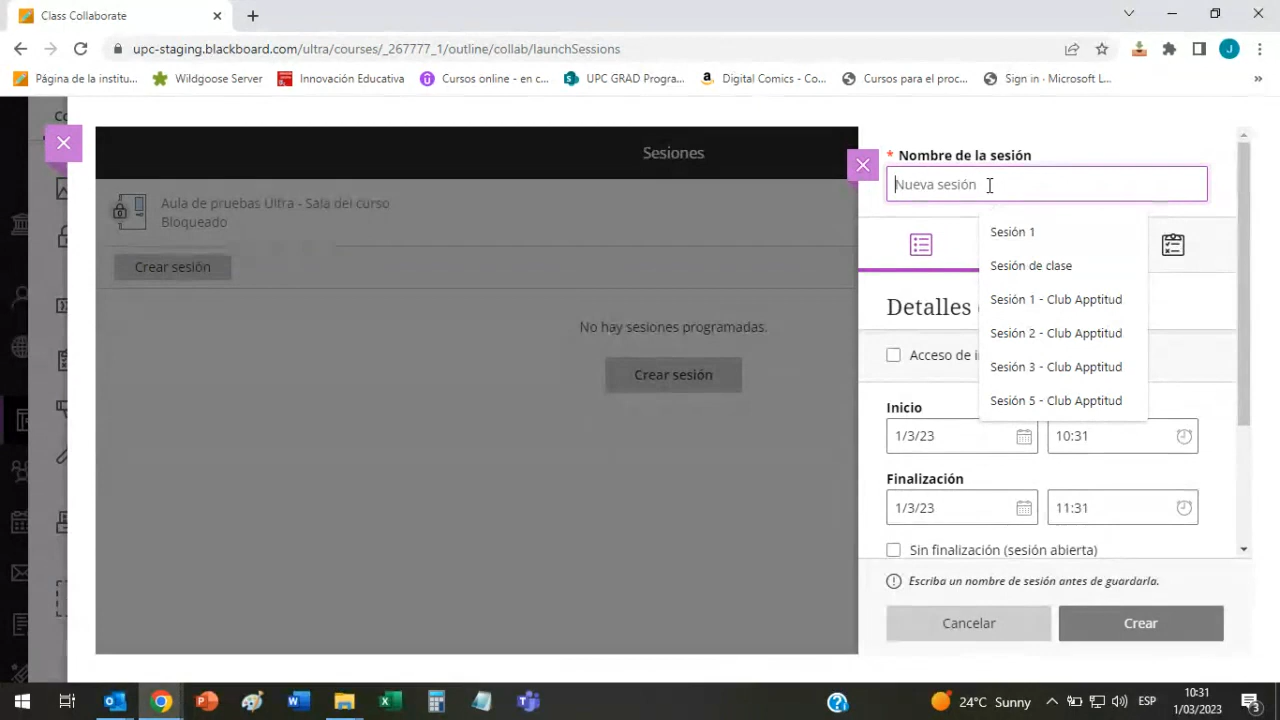 Class Collaborate
upc-staging.blackboard.com/ultra/courses/_267777_1/outline/collab/launchSessions
J
Página de la institu...
Wildgoose Server
Innovación Educativa
Cursos online - en c...
UPC GRAD Progra...
Digital Comics - Co...
Cursos para el proc...
Sign in · Microsoft L...
»
Co
Sesiones
Aula de pruebas Ultra - Sala del curso
Bloqueado
Crear sesión
No hay sesiones programadas.
Crear sesión
* Nombre de la sesión
Nueva sesión
Sesión 1
Sesión de clase
Sesión 1 - Club Apptitud
Sesión 2 - Club Apptitud
Sesión 3 - Club Apptitud
Sesión 5 - Club Apptitud
Detalles
Acceso de i
Inicio
1/3/23
10:31
Finalización
1/3/23
11:31
Sin finalización (sesión abierta)
Escriba un nombre de sesión antes de guardarla.
Cancelar
Crear
24°C Sunny
ESP
10:31
1/03/2023
3